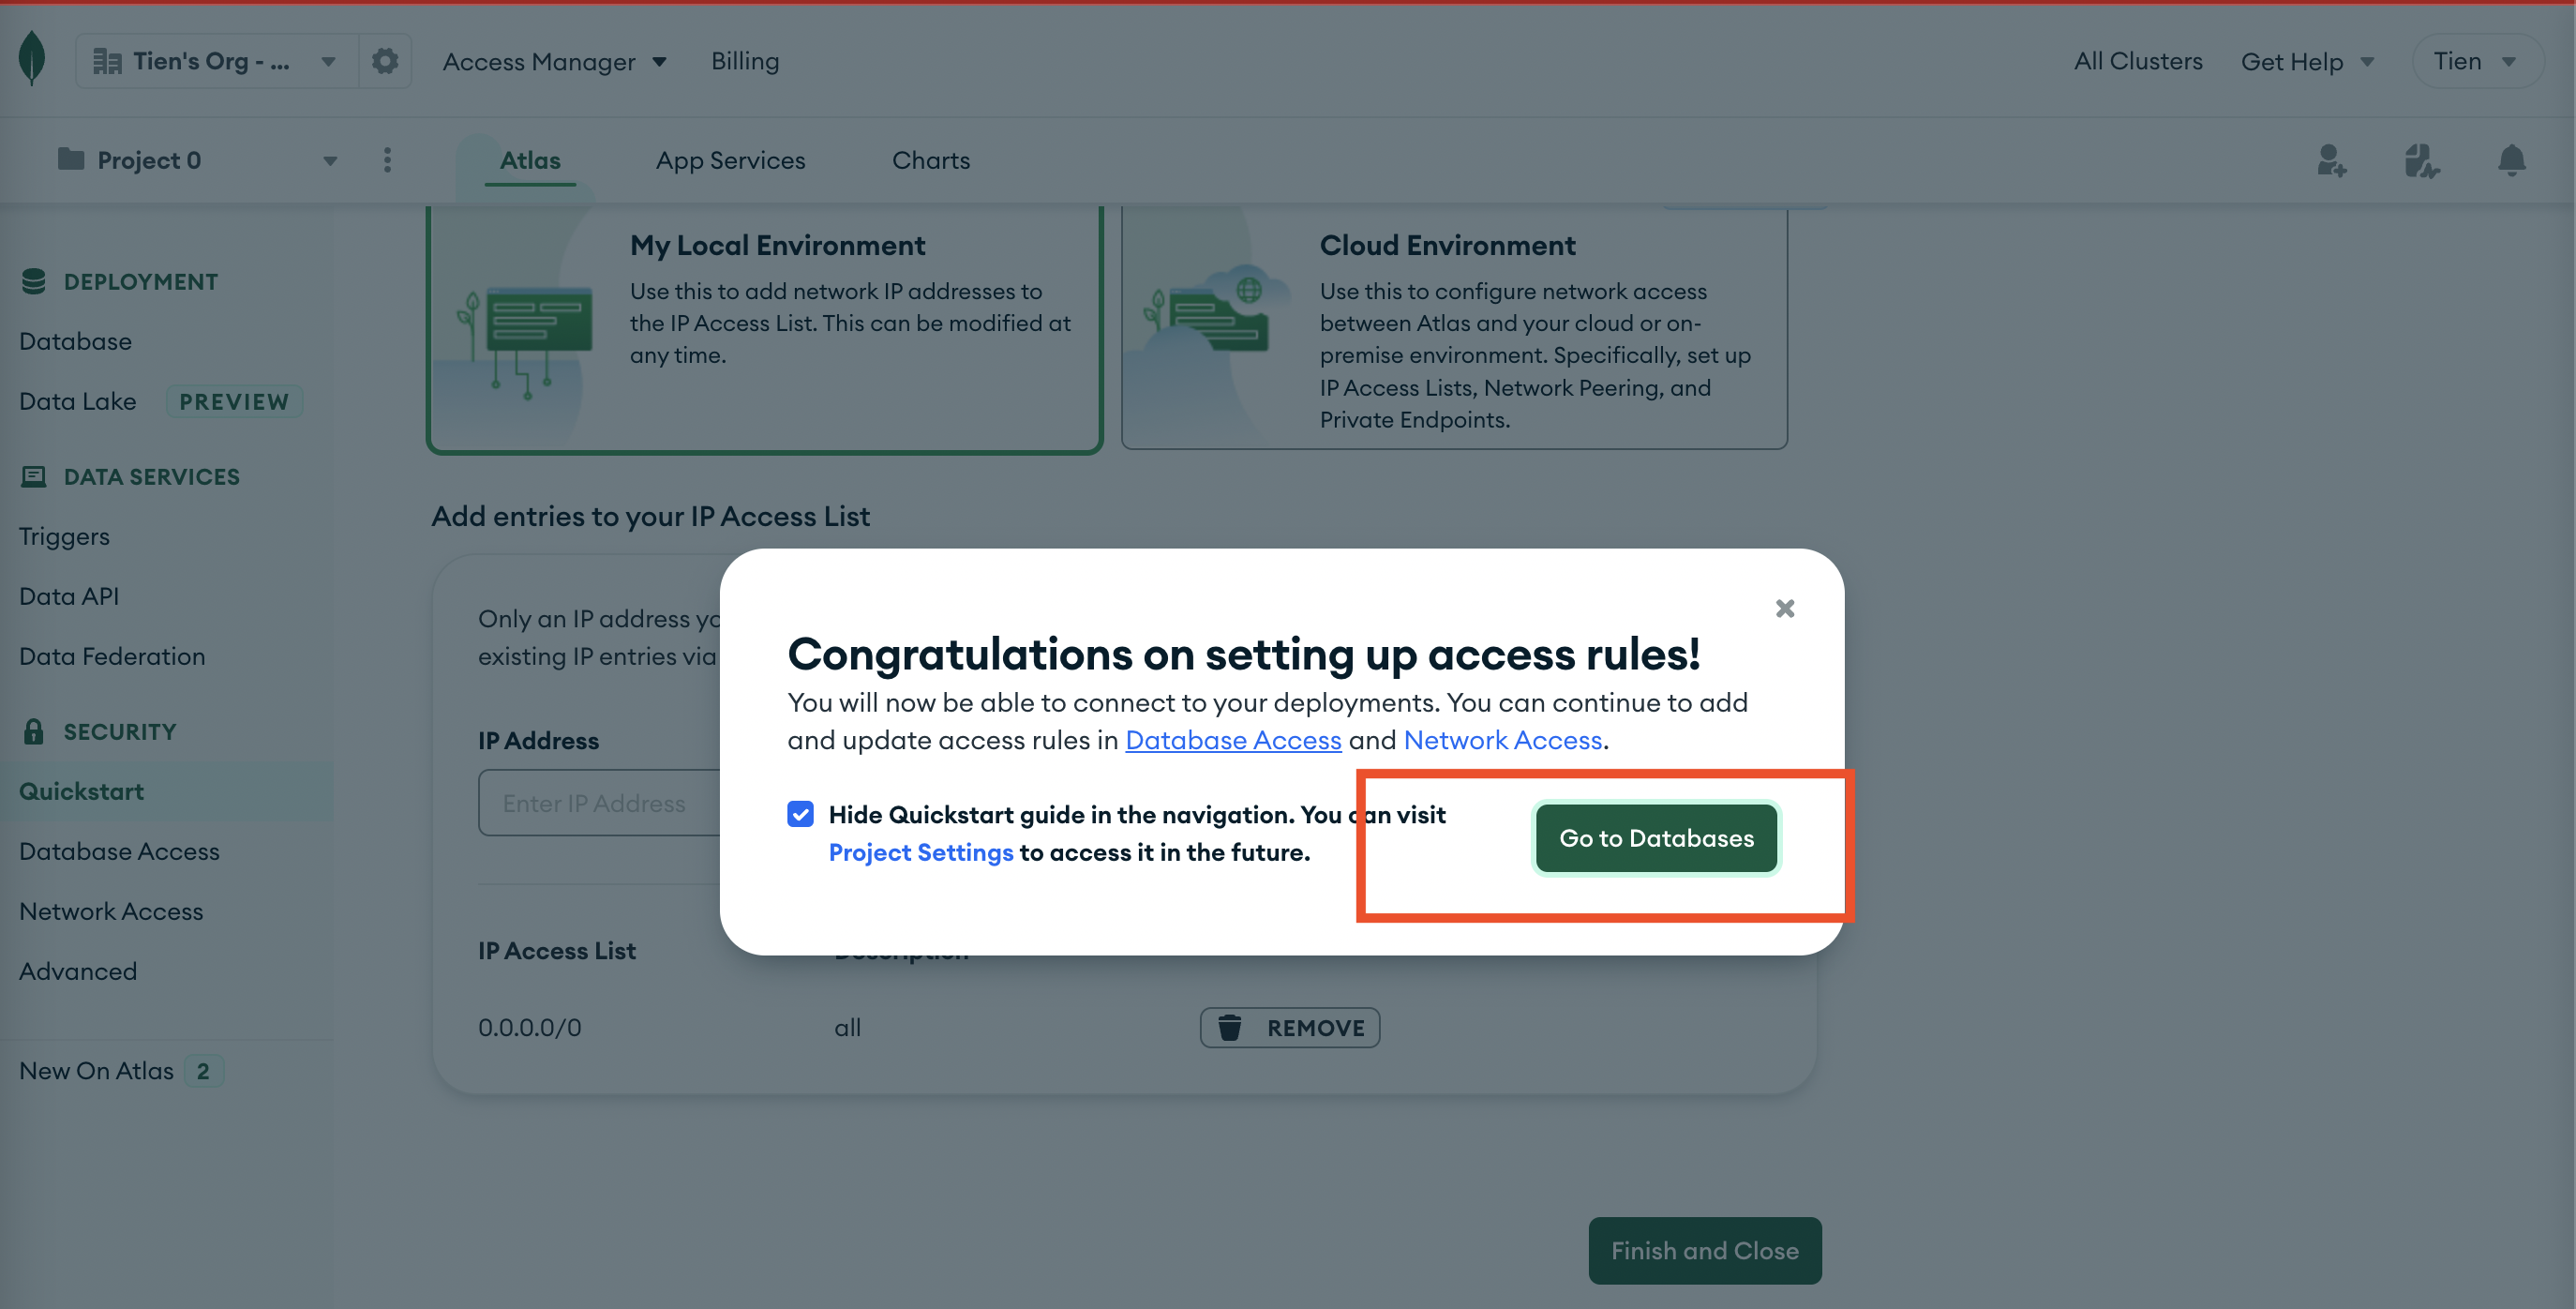 Tien's Org - ...
Access Manager
Billing
All Clusters
Get Help
Tien
Project 0
Atlas
App Services
Charts
DEPLOYMENT
Database
Data Lake PREVIEW
DATA SERVICES
Triggers
Data API
Data Federation
SECURITY
Quickstart
Database Access
Network Access
Advanced
New On Atlas 2
My Local Environment
Use this to add network IP addresses to
the IP Access List. This can be modified at
any time.
Cloud Environment
Use this to configure network access
between Atlas and your cloud or on-
premise environment. Specifically, set up
IP Access Lists, Network Peering, and
Private Endpoints.
Add entries to your IP Access List
Only an IP address
existing IP entries via
IP Address
Enter IP Address
Congratulations on setting up access rules!
You will now be able to connect to your deployments. You can continue to add
and update access rules in Database Access and Network Access.
Hide Quickstart guide in the navigation. You can visit
Project Settings to access it in the future.
Go to Databases
IP Access List
Description
0.0.0.0/0
all
REMOVE
Finish and Close